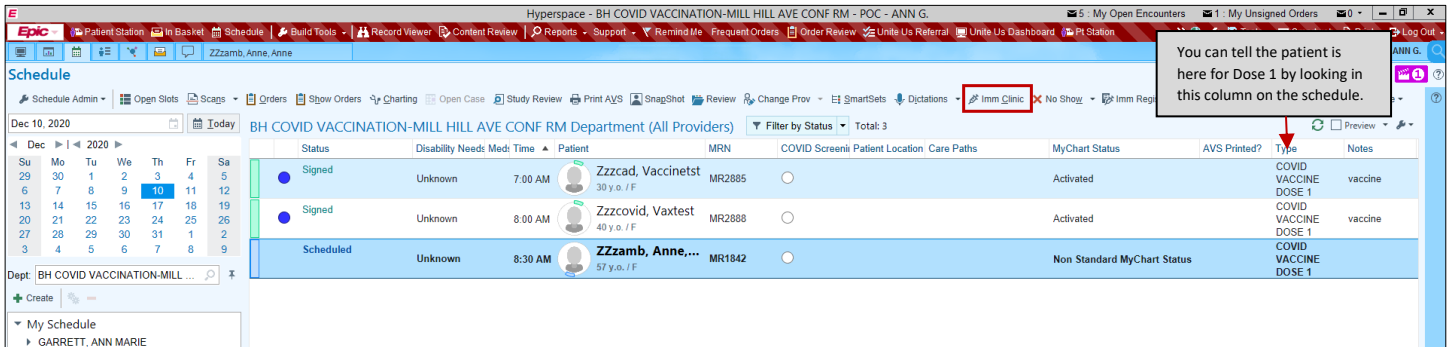 Hyperspace - BH COVID VACCINATION-MILL HILL AVE CONF RM - POC - ANN G.
5 : My Open Encounters
1 : My Unsigned Orders
0
Epic
Patient Station
In Basket
Schedule
Build Tools
Record Viewer
Content Review
Reports
Support
Remind Me
Frequent Orders
Order Review
Unite Us Referral
Unite Us Dashboard
Pt Station
Log Out
ZZzamb, Anne, Anne
ANN G.
You can tell the patient is
here for Dose 1 by looking in
this column on the schedule.
Schedule
1
Schedule Admin
Open Slots
Scans
Orders
Show Orders
Charting
Open Case
Study Review
Print AVS
SnapShot
Review
Change Prov
SmartSets
Dictations
Imm Clinic
No Show
Imm Regi
Dec 10, 2020
Today
BH COVID VACCINATION-MILL HILL AVE CONF RM Department (All Providers)
Filter by Status
Total: 3
Preview
Dec 2020
Su Mo Tu We Th Fr Sa
29 30 1 2 3 4 5
6 7 8 9 10 11 12
13 14 15 16 17 18 19
20 21 22 23 24 25 26
27 28 29 30 31 1 2
3 4 5 6 7 8 9
Dept: BH COVID VACCINATION-MILL ...
Create
My Schedule
GARRETT, ANN MARIE
Status Disability Needs Meds Time Patient MRN COVID Screenin Patient Location Care Paths MyChart Status AVS Printed? Type Notes
Signed Unknown 7:00 AM Zzzcad, Vaccinetst MR2885 Activated vaccine
30 y.o. / F
COVID
VACCINE
DOSE 1
Signed Unknown 8:00 AM Zzzcovid, Vaxtest MR2888 Activated vaccine
40 y.o. / F
COVID
VACCINE
DOSE 1
Scheduled Unknown 8:30 AM ZZzamb, Anne,... MR1842 Non Standard MyChart Status
57 y.o. / F
COVID
VACCINE
DOSE 1